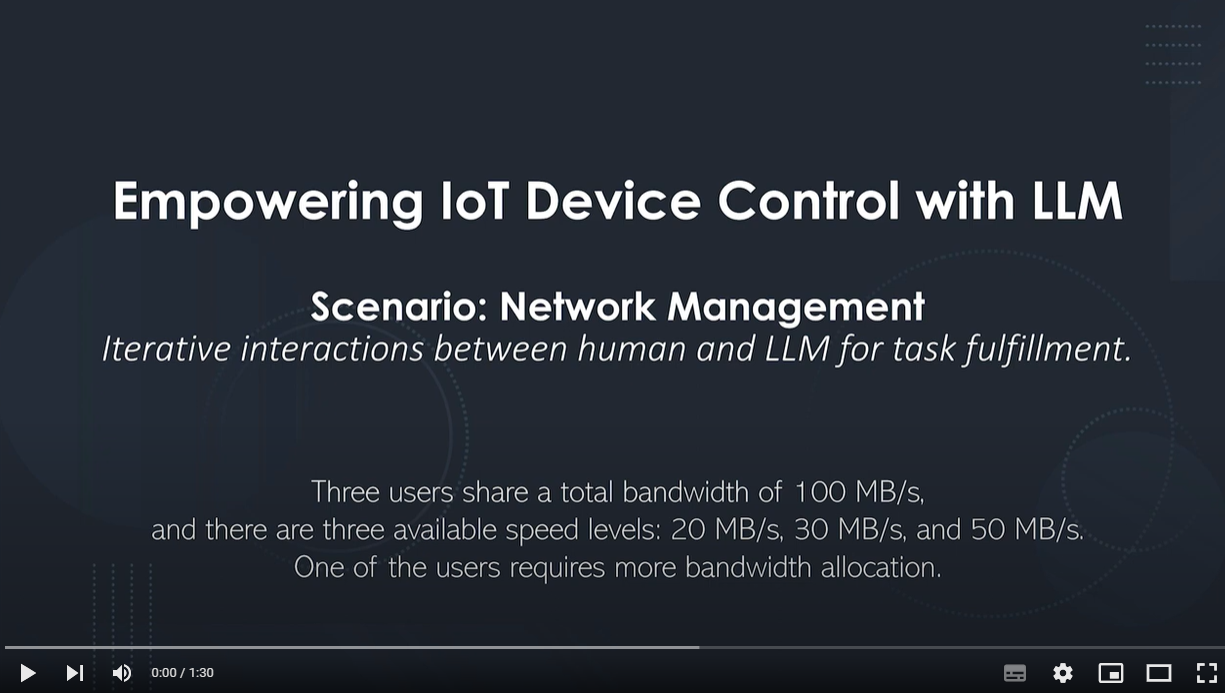 Empowering IoT Device Control with LLM
Scenario: Network Management
Iterative interactions between human and LLM for task fulfillment.
Three users share a total bandwidth of 100 MB/s,
and there are three available speed levels: 20 MB/s, 30 MB/s, and 50 MB/s.
One of the users requires more bandwidth allocation.
0:00 / 1:30